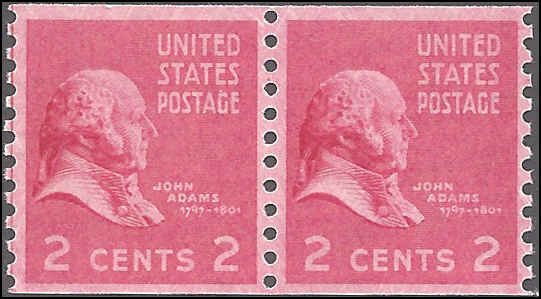 UNITED
STATES
POSTAGE
JOHN
ADAMS
1797-1801
2 CENTS 2
UNITED
STATES
POSTAGE
JOHN
ADAMS
1797-1801
2 CENTS 2